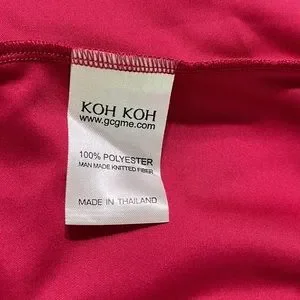 KOH KOH
www.gcgme.com
100% POLYESTER
MAN MADE KNITTED FIBER
MADE IN THAILAND